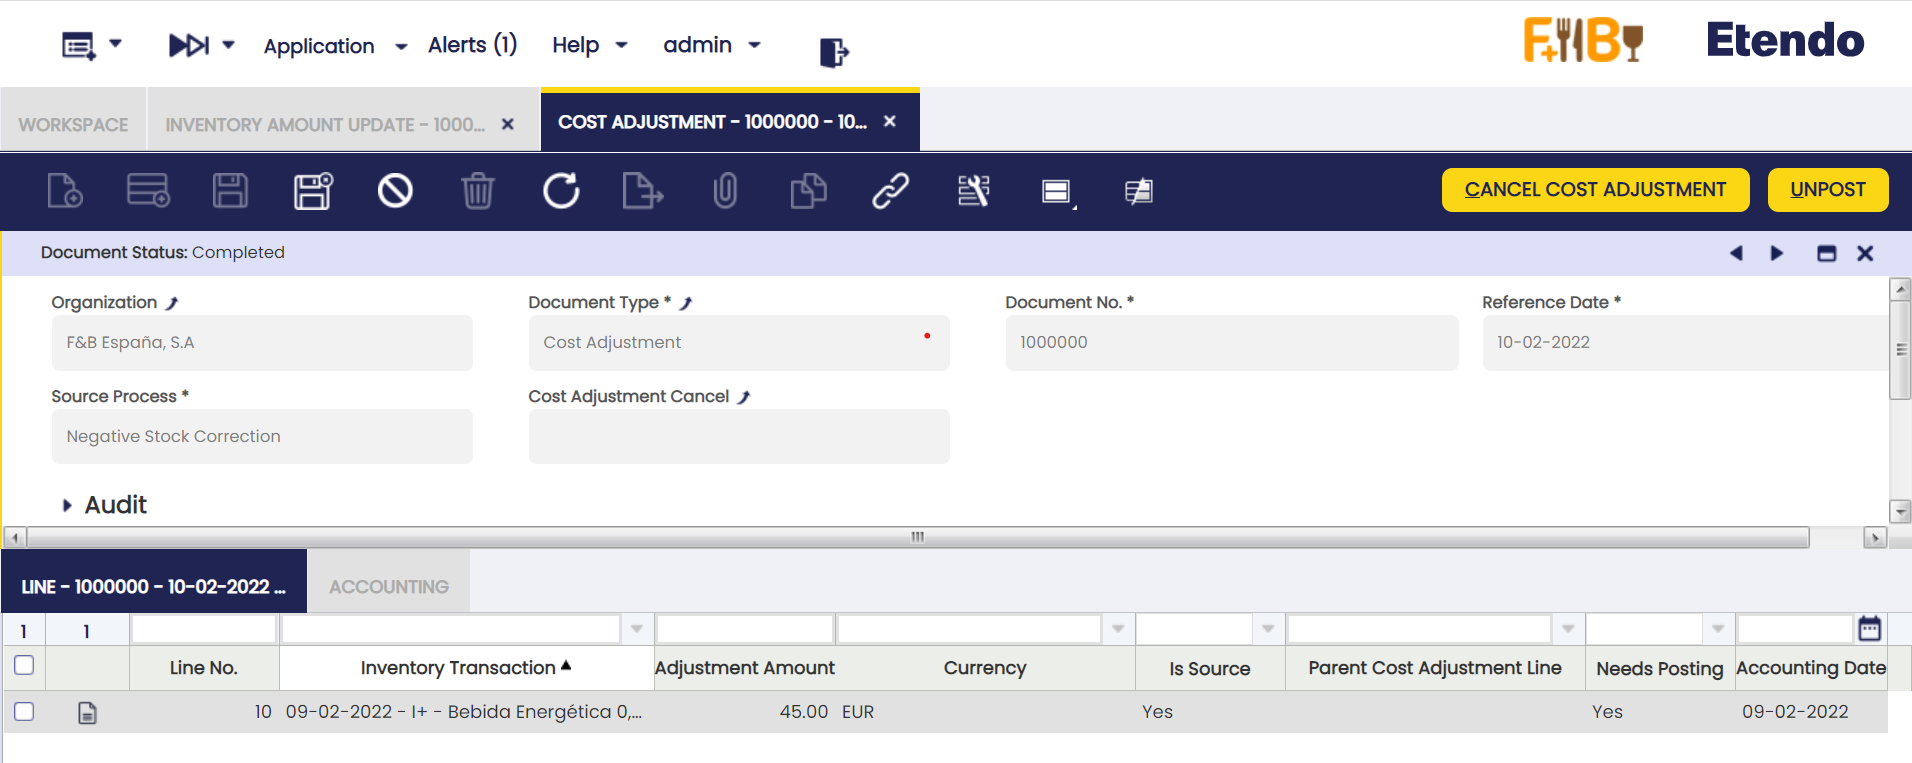 Application
Alerts (1)
Help
admin
F+B
Etendo
WORKSPACE
INVENTORY AMOUNT UPDATE - 1000...
COST ADJUSTMENT - 1000000 - 10...
CANCEL COST ADJUSTMENT
UNPOST
Document Status: Completed
Organization
Document Type *
Document No. *
Reference Date *
F&B España, S.A
Cost Adjustment
1000000
10-02-2022
Source Process *
Cost Adjustment Cancel
Negative Stock Correction
Audit
LINE - 1000000 - 10-02-2022 ...
ACCOUNTING
1 1
Line No. Inventory Transaction Adjustment Amount Currency Is Source Parent Cost Adjustment Line Needs Posting Accounting Date
10 09-02-2022 - I+ - Bebida Energética 0,... 45.00 EUR Yes Yes 09-02-2022